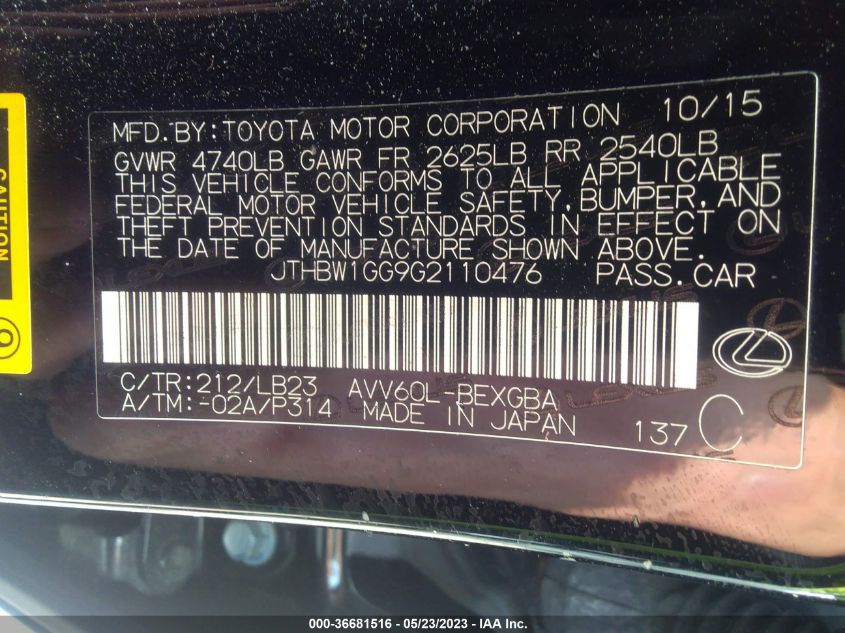 MFD.BY:TOYOTA MOTOR CORPORATION 10/15
GVWR 4740LB GAWR FR 2625LB RR 2540LB
THIS VEHICLE CONFORMS TO ALL APPLICABLE
FEDERAL MOTOR VEHICLE SAFETY,BUMPER,AND
THEFT PREVENTION STANDARDS IN EFFECT ON
THE DATE OF MANUFACTURE SHOWN ABOVE.
JTHBW1GG9G2110476 PASS.CAR
C/TR:212/LB23 AVV60L-BEXGBA
A/TM:-02A/P314 MADE IN JAPAN 137 C
CAUTION
000-36681516 - 05/23/2023 - IAA Inc.